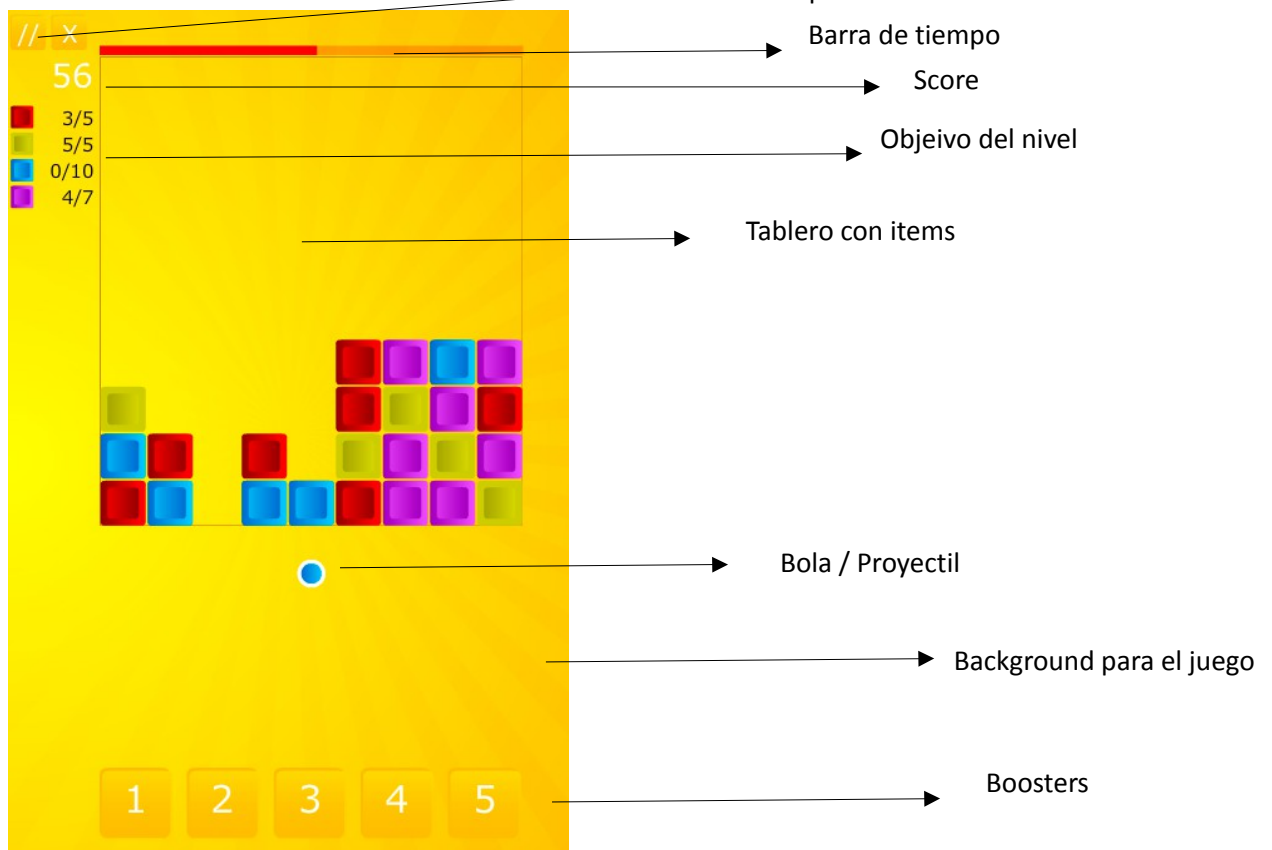 // X
Barra de tiempo
56
Score
3/5
5/5
Objeivo del nivel
0/10
4/7
Tablero con items
Bola / Proyectil
Background para el juego
1 2 3 4 5
Boosters